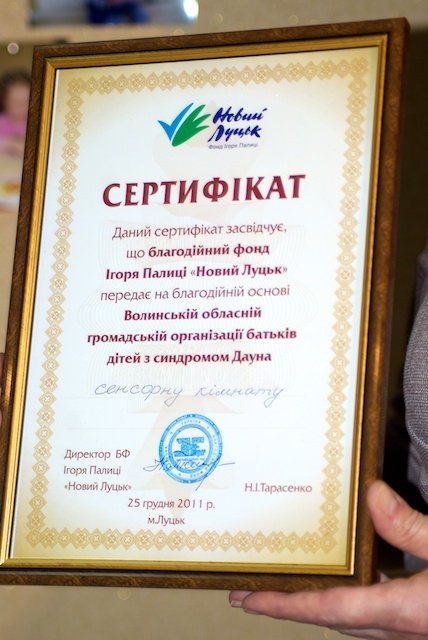 Новий
Луцьк
Фонд Ігоря Палиці
СЕРТИФІКАТ
Даний сертифікат засвідчує,
що благодійний фонд
Ігоря Палиці «Новий Луцьк»
передає на благодійній основі
Волинській обласній
громадській організації батьків
дітей з синдромом Дауна
сенсорну кімнату
Директор БФ
Ігоря Палиці
«Новий Луцьк»
Н.І.Тарасенко
25 грудня 2011 р.
м.Луцьк